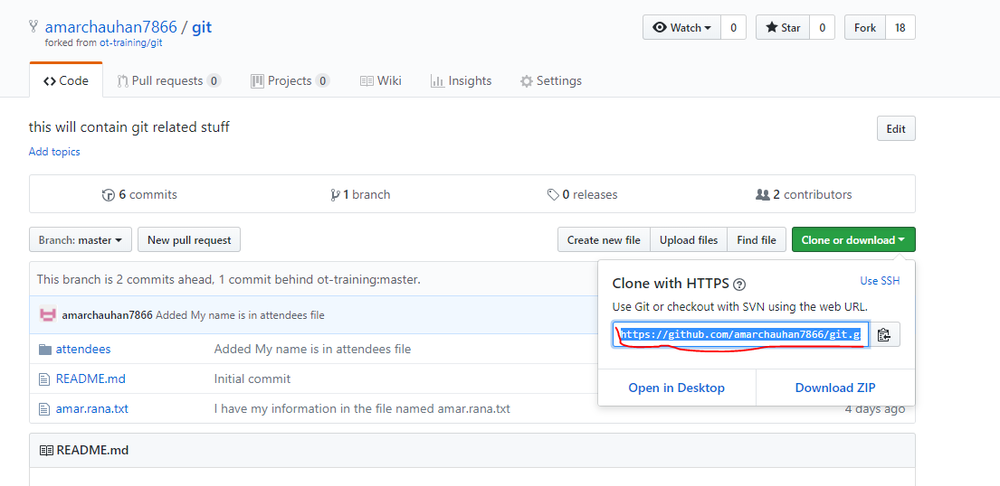 amarchauhan7866 / git
forked from ot-training/git
Watch 0 Star 0 Fork 18
Code Pull requests 0 Projects 0 Wiki Insights Settings
this will contain git related stuff
Edit
Add topics
6 commits 1 branch 0 releases 2 contributors
Branch: master New pull request Create new file Upload files Find file Clone or download
This branch is 2 commits ahead, 1 commit behind ot-training:master.
Clone with HTTPS ? Use SSH
Use Git or checkout with SVN using the web URL.
https://github.com/amarchauhan7866/git.g
Open in Desktop Download ZIP
amarchauhan7866 Added My name is in attendees file
attendees Added My name is in attendees file
README.md Initial commit
amar.rana.txt I have my information in the file named amar.rana.txt 4 days ago
README.md